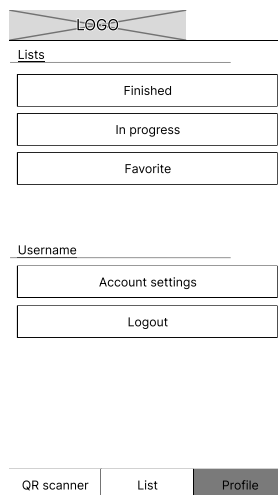 LOGO
Lists
Finished
In progress
Favorite
Username
Account settings
Logout
QR scanner
List
Profile